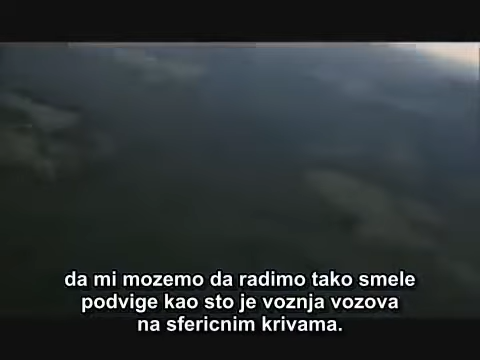 da mi mozemo da radimo tako smele
podvige kao sto je voznja vozova
na sfericnim krivama.